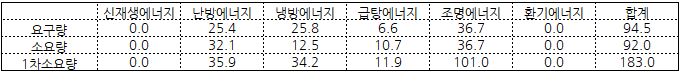 신재생에너지 난방에너지 냉방에너지 급탕에너지 조명에너지 환기에너지 합계
요구량 0.0 25.4 25.8 6.6 36.7 0.0 94.5
소요량 0.0 32.1 12.5 10.7 36.7 0.0 92.0
1차소요량 0.0 35.9 34.2 11.9 101.0 0.0 183.0